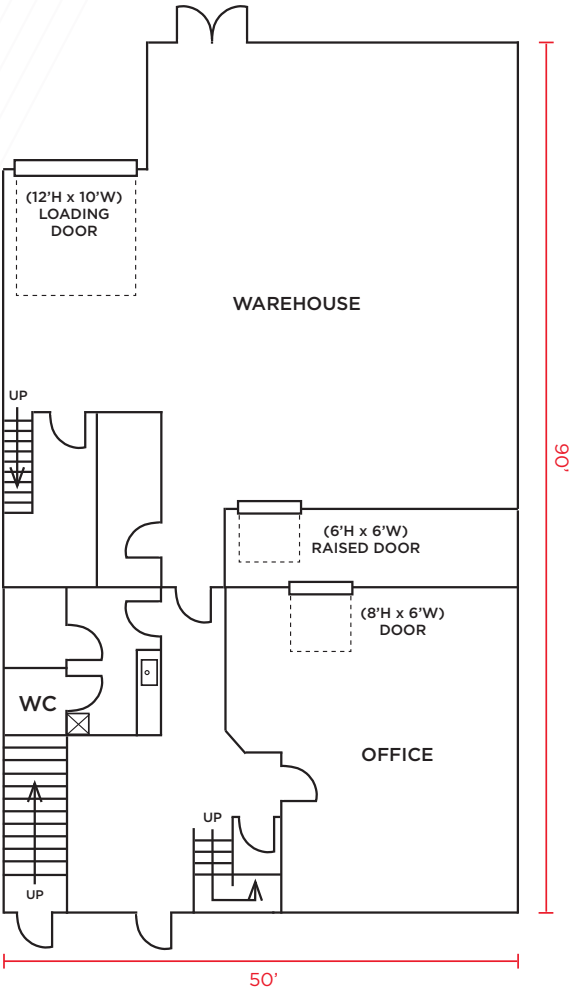 (12'H x 10'W)
LOADING
DOOR
WAREHOUSE
UP
90'
(6'H x 6'W)
RAISED DOOR
(8'H x 6'W)
DOOR
WC
OFFICE
UP
UP
50'